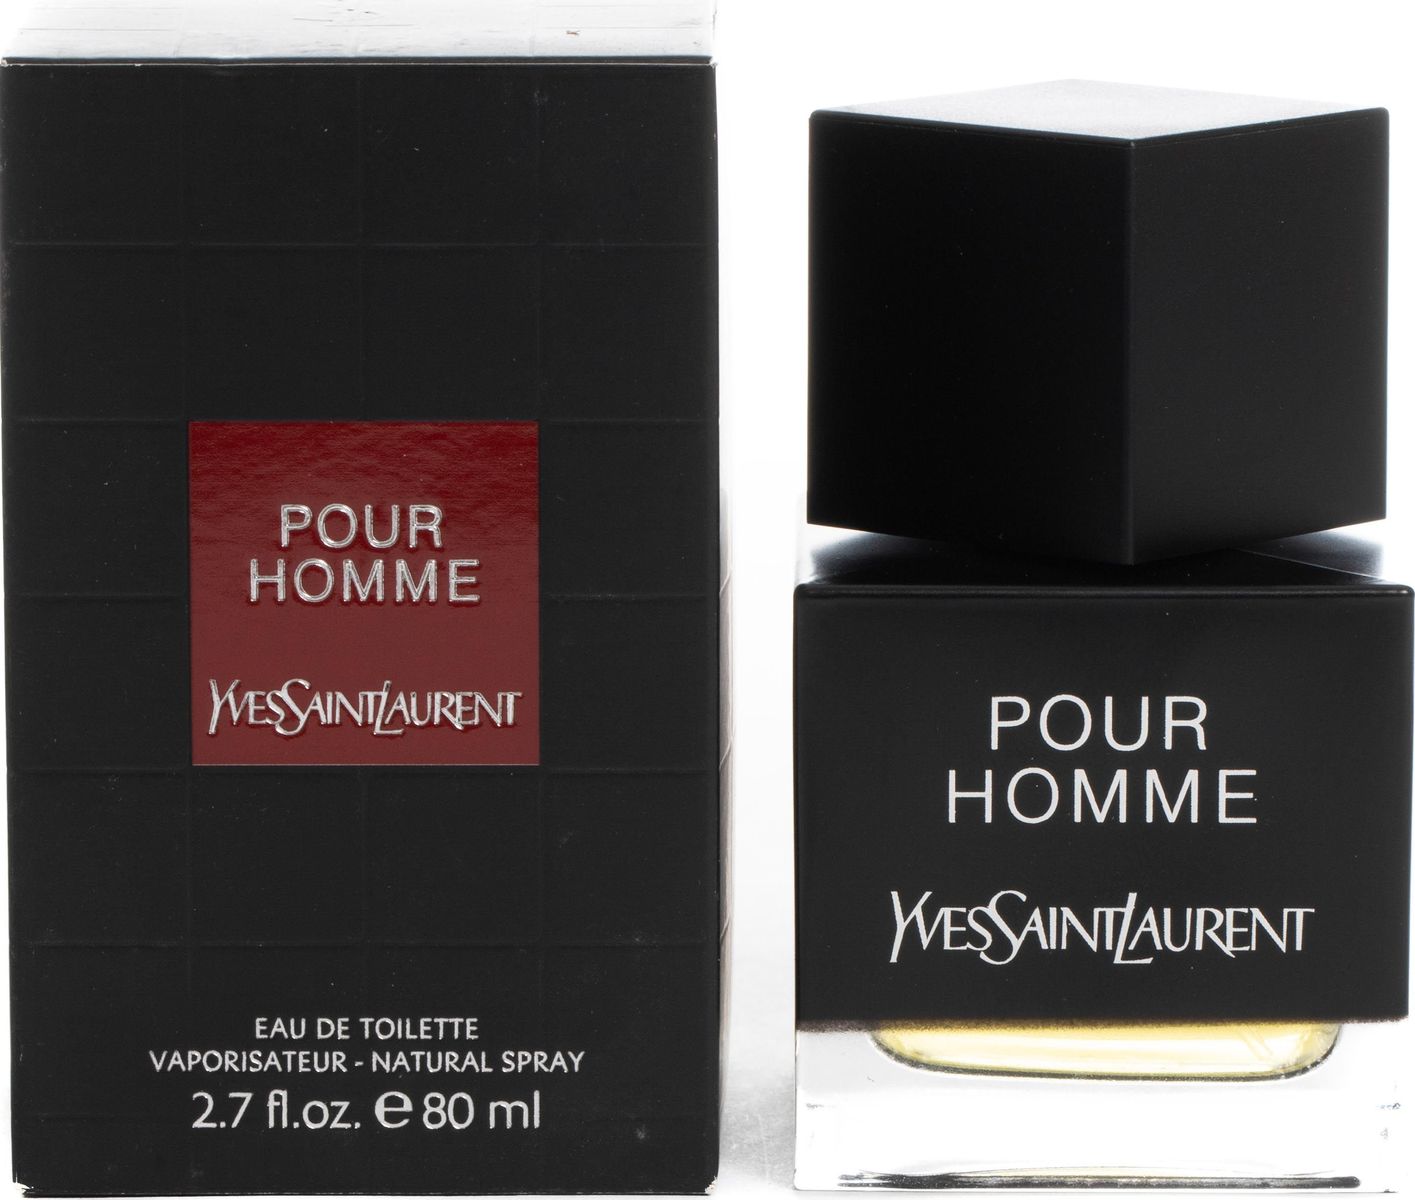 POUR
HOMME
YVESSAINTLAURENT
EAU DE TOILETTE
VAPORISATEUR - NATURAL SPRAY
2.7 fl.oz. ℮ 80 ml
POUR
HOMME
YVESSAINTLAURENT